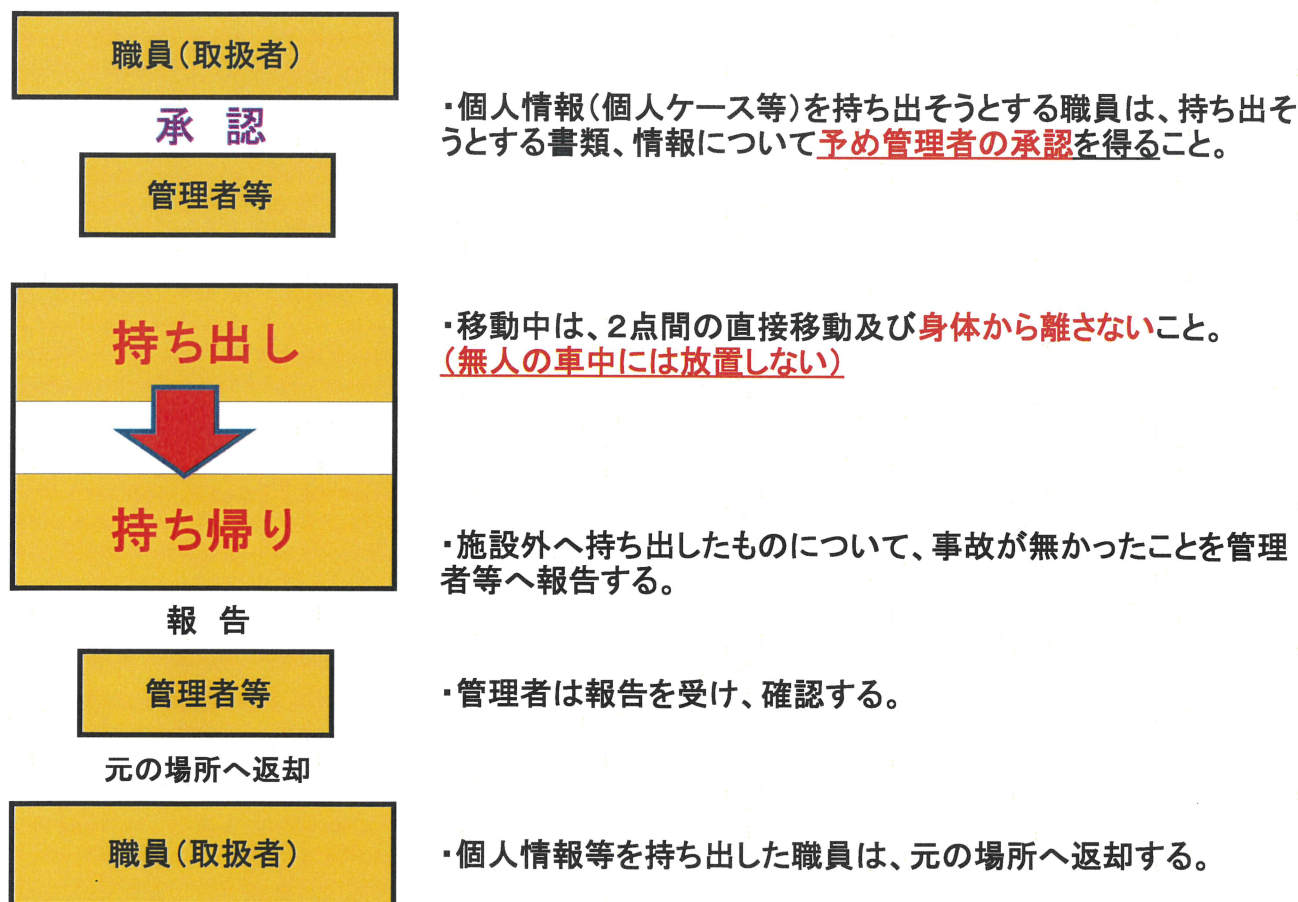 職員(取扱者)
承 認
管理者等
・個人情報(個人ケース等)を持ち出そうとする職員は、持ち出そ
うとする書類、情報について予め管理者の承認を得ること。
持ち出し
・移動中は、2点間の直接移動及び身体から離さないこと。
(無人の車中には放置しない)
持ち帰り
・施設外へ持ち出したものについて、事故が無かったことを管理
者等へ報告する。
報 告
管理者等
・管理者は報告を受け、確認する。
元の場所へ返却
職員(取扱者)
・個人情報等を持ち出した職員は、元の場所へ返却する。